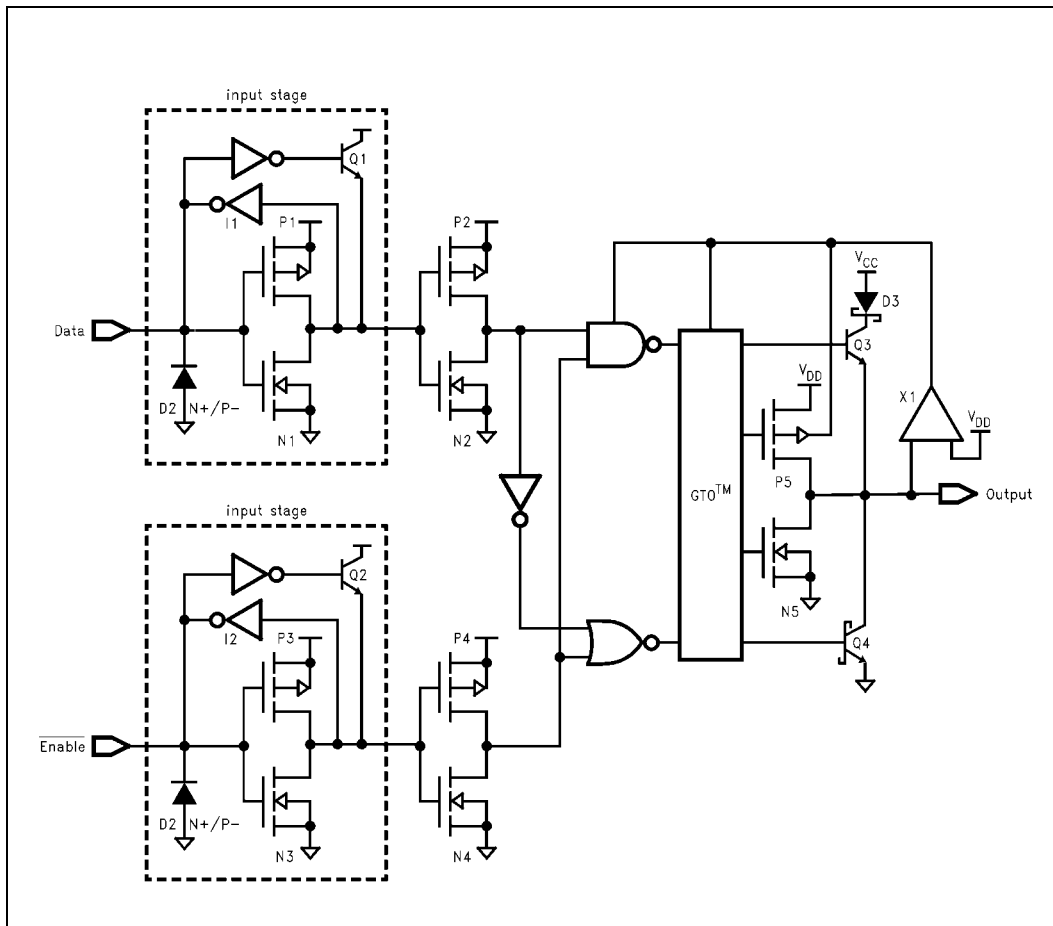 input stage
Q1
I1
P1
P2
VCC
D3
Q3
Data
VDD
X1
VDD
D2 N+/P-
N1
N2
P5
GTO™
Output
input stage
N5
Q2
I2
P3
P4
Q4
Enable
D2 N+/P-
N3
N4